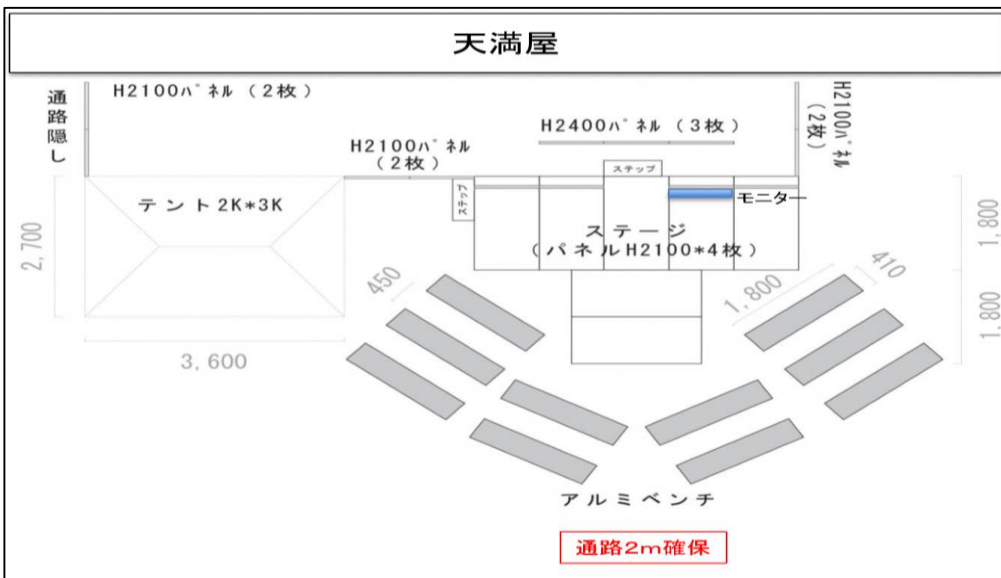 天満屋
通路隠し
H2100パネル（2枚）
H2100パネル
（2枚）
H2400パネル（3枚）
H2100パネル
（2枚）
ステップ
ステップ
モニター
テント2K*3K
ステージ
（パネルH2100*4枚）
2,700
3,600
450
1,800
410
1,800
1,800
アルミベンチ
通路2m確保